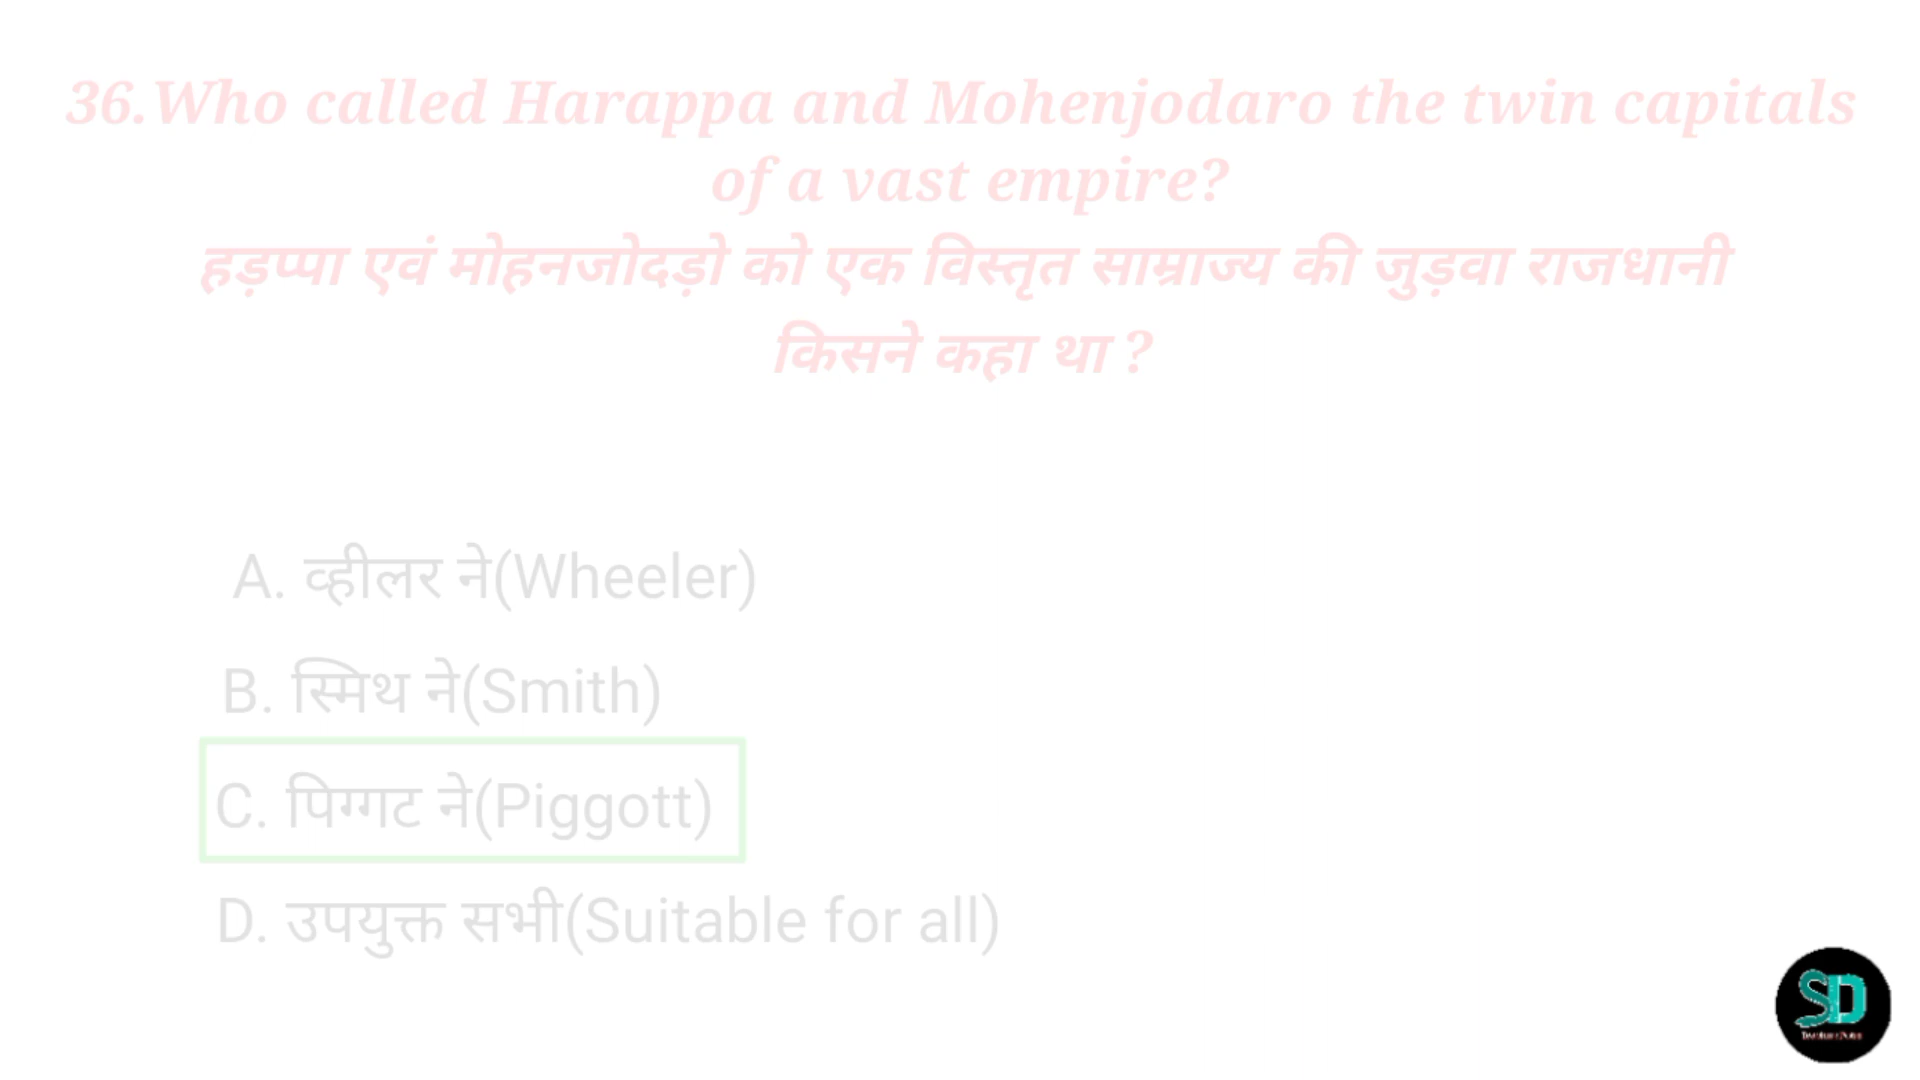 36.Who called Harappa and Mohenjodaro the twin capitals
of a vast empire?
हड़प्पा एवं मोहनजोदड़ो को एक विस्तृत साम्राज्य की जुड़वा राजधानी
किसने कहा था ?
A. व्हीलर ने(Wheeler)
B. स्मिथ ने(Smith)
C. पिग्गट ने(Piggott)
D. उपयुक्त सभी(Suitable for all)
SD